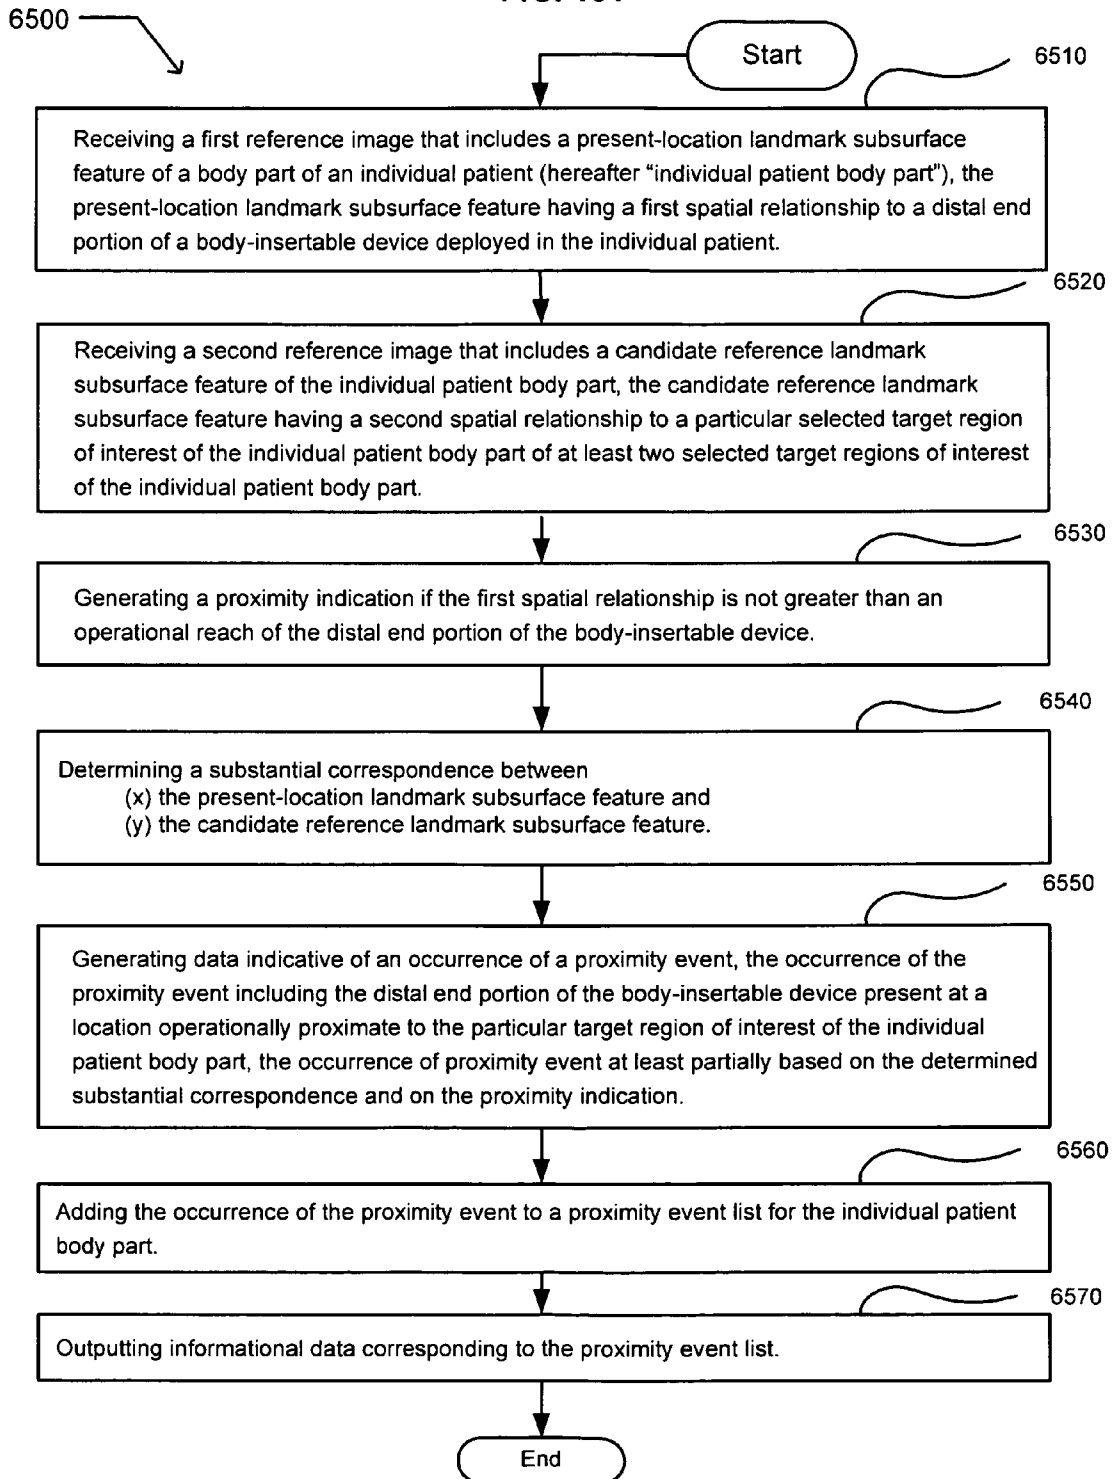 6500
Start
6510
Receiving a first reference image that includes a present-location landmark subsurface
feature of a body part of an individual patient (hereafter “individual patient body part”), the
present-location landmark subsurface feature having a first spatial relationship to a distal end
portion of a body-insertable device deployed in the individual patient.
6520
Receiving a second reference image that includes a candidate reference landmark
subsurface feature of the individual patient body part, the candidate reference landmark
subsurface feature having a second spatial relationship to a particular selected target region
of interest of the individual patient body part of at least two selected target regions of interest
of the individual patient body part.
6530
Generating a proximity indication if the first spatial relationship is not greater than an
operational reach of the distal end portion of the body-insertable device.
6540
Determining a substantial correspondence between
(x) the present-location landmark subsurface feature and
(y) the candidate reference landmark subsurface feature.
6550
Generating data indicative of an occurrence of a proximity event, the occurrence of the
proximity event including the distal end portion of the body-insertable device present at a
location operationally proximate to the particular target region of interest of the individual
patient body part, the occurrence of proximity event at least partially based on the determined
substantial correspondence and on the proximity indication.
6560
Adding the occurrence of the proximity event to a proximity event list for the individual patient
body part.
6570
Outputting informational data corresponding to the proximity event list.
End